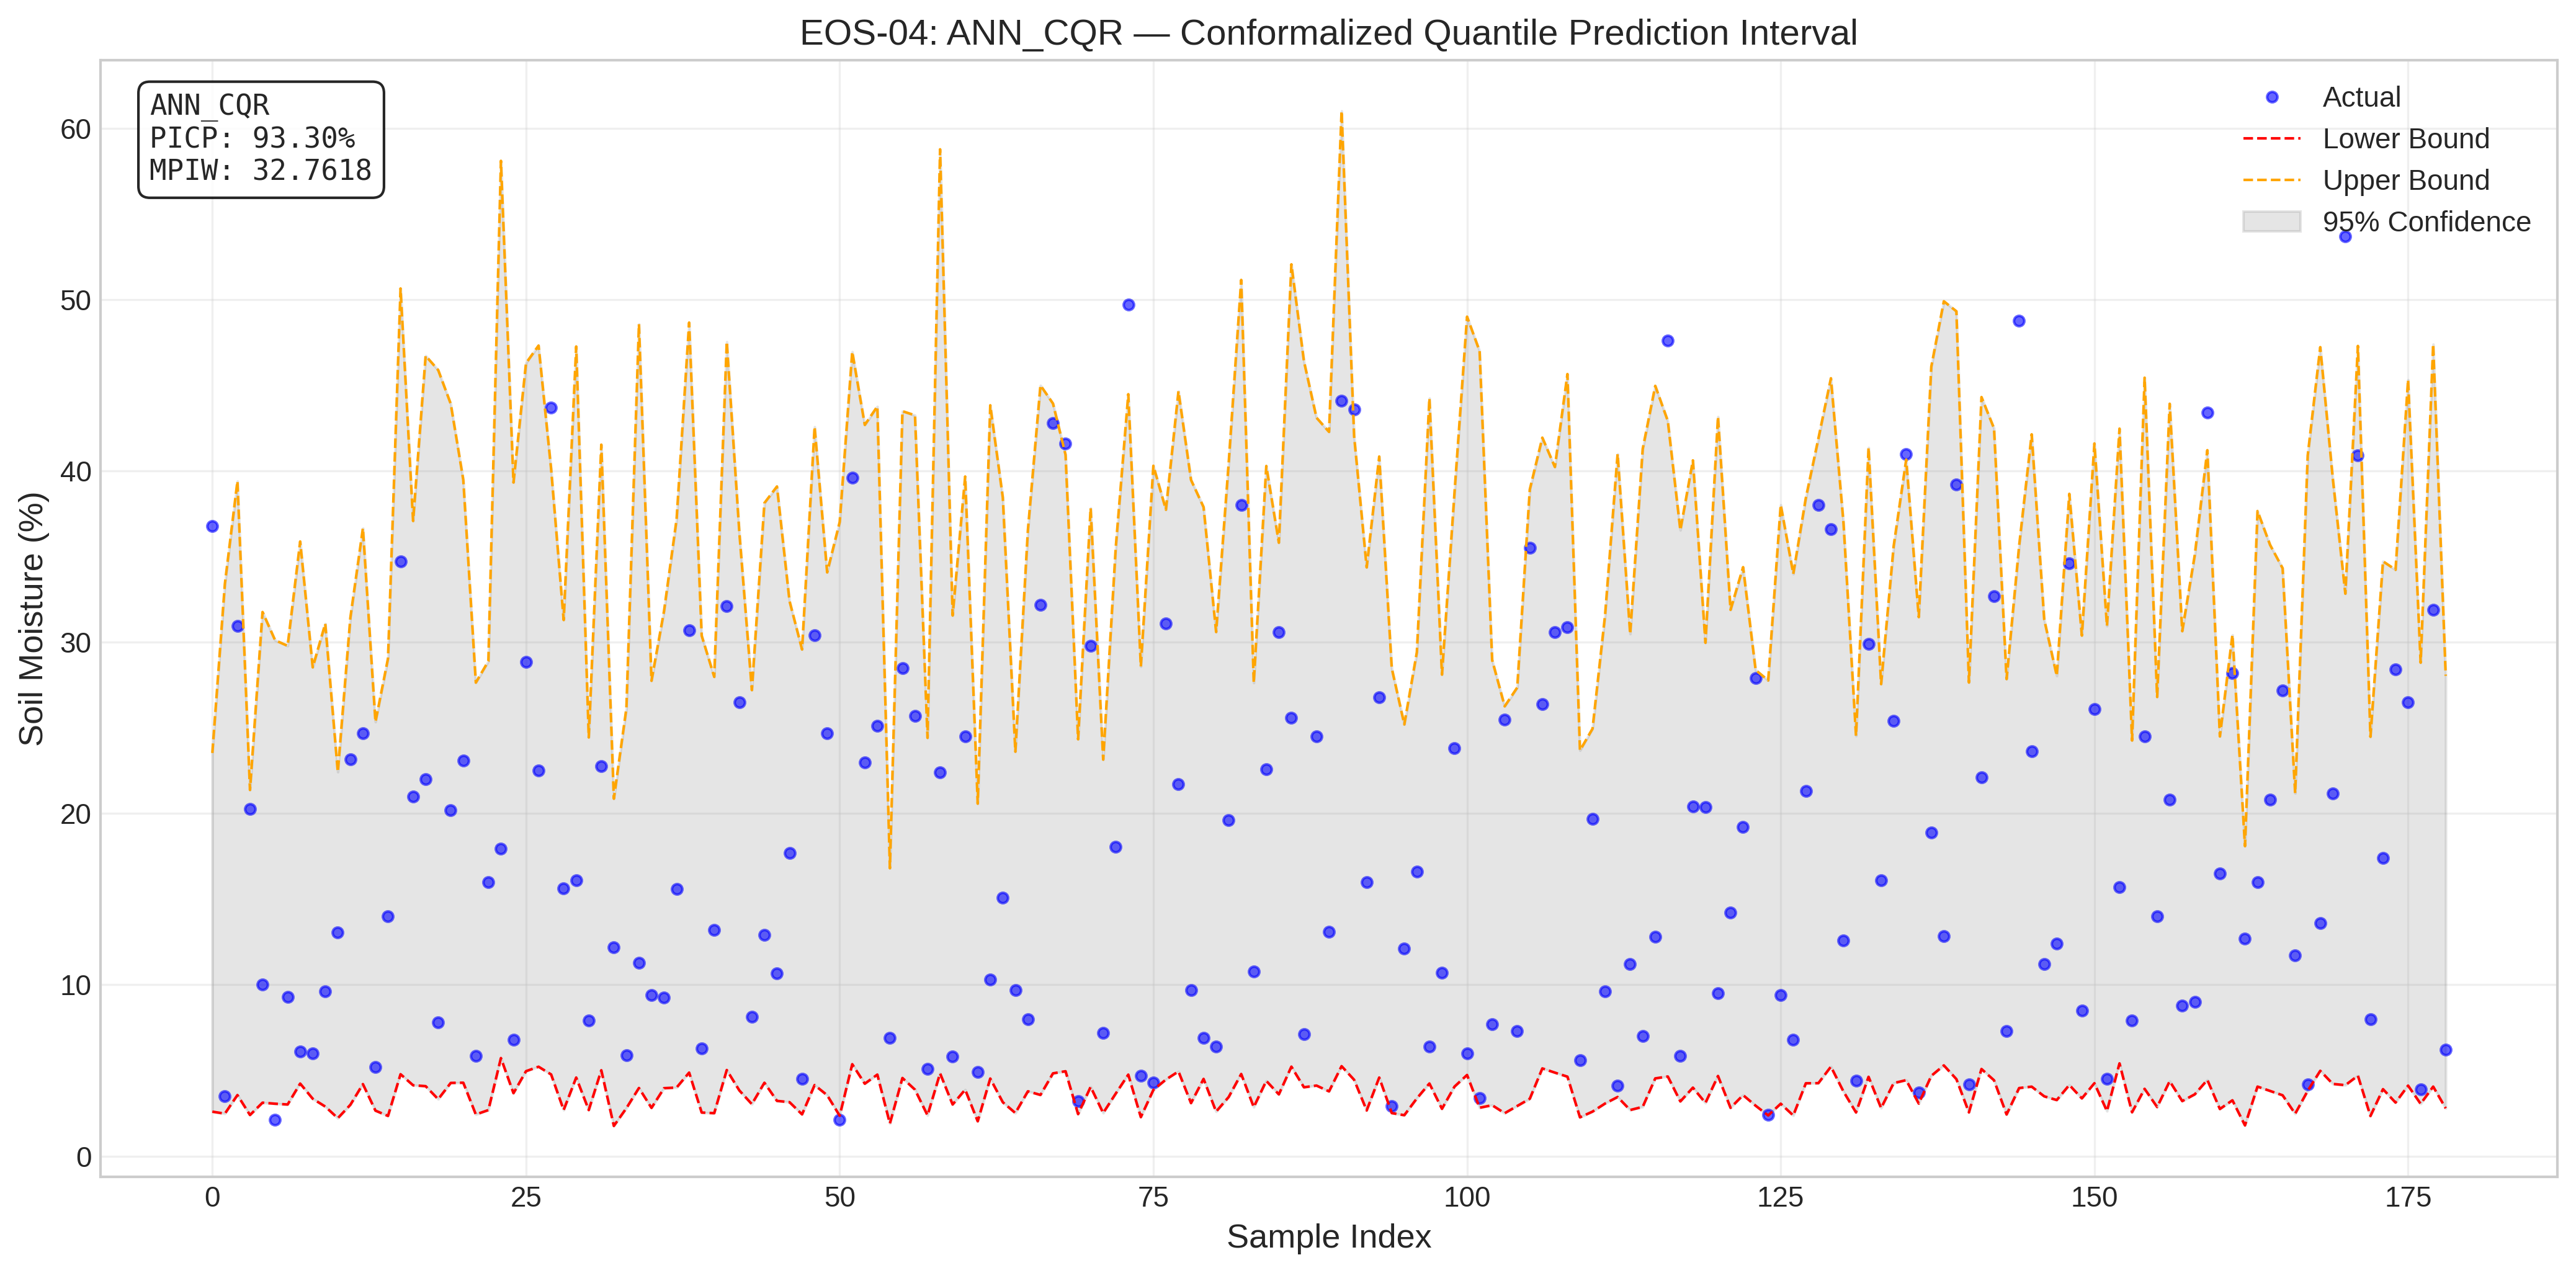 EOS-04: ANN_CQR — Conformalized Quantile Prediction Interval
ANN_CQR
PICP: 93.30%
MPIW: 32.7618
Actual
Lower Bound
Upper Bound
95% Confidence
Soil Moisture (%)
60
50
40
30
20
10
0
0 25 50 75 100 125 150 175
Sample Index